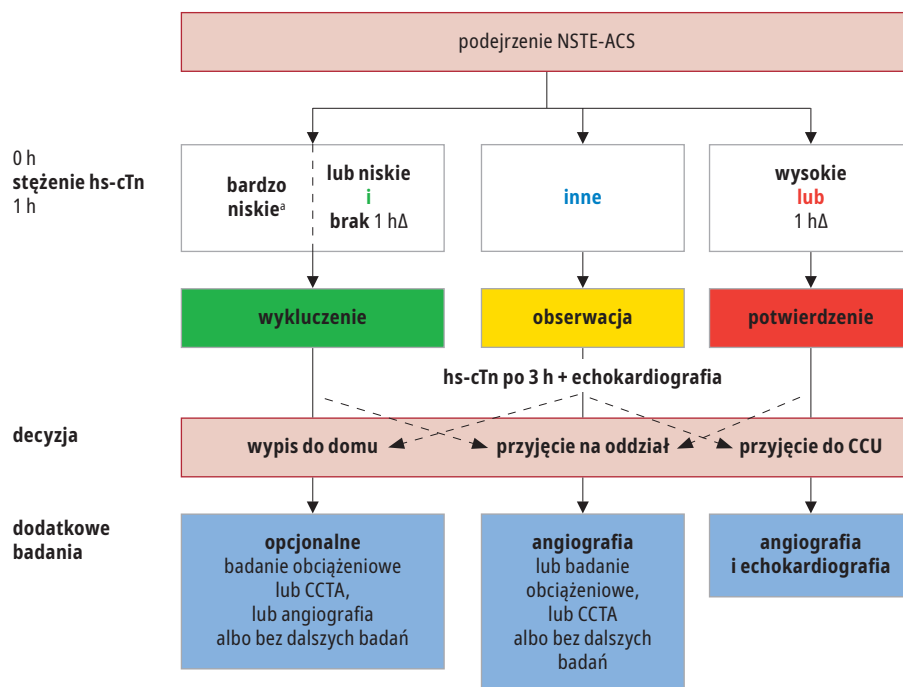 podejrzenie NSTE-ACS
0 h
stężenie hs-cTn
1 h
bardzo
niskieᵃ
lub niskie
i
brak 1 hΔ
inne
wysokie
lub
1 hΔ
wykluczenie
obserwacja
potwierdzenie
hs-cTn po 3 h + echokardiografia
decyzja
wypis do domu
przyjęcie na oddział
przyjęcie do CCU
dodatkowe
badania
opcjonalne
badanie obciążeniowe
lub CCTA,
lub angiografia
albo bez dalszych badań
angiografia
lub badanie
obciążeniowe,
lub CCTA
albo bez dalszych
badań
angiografia
i echokardiografia